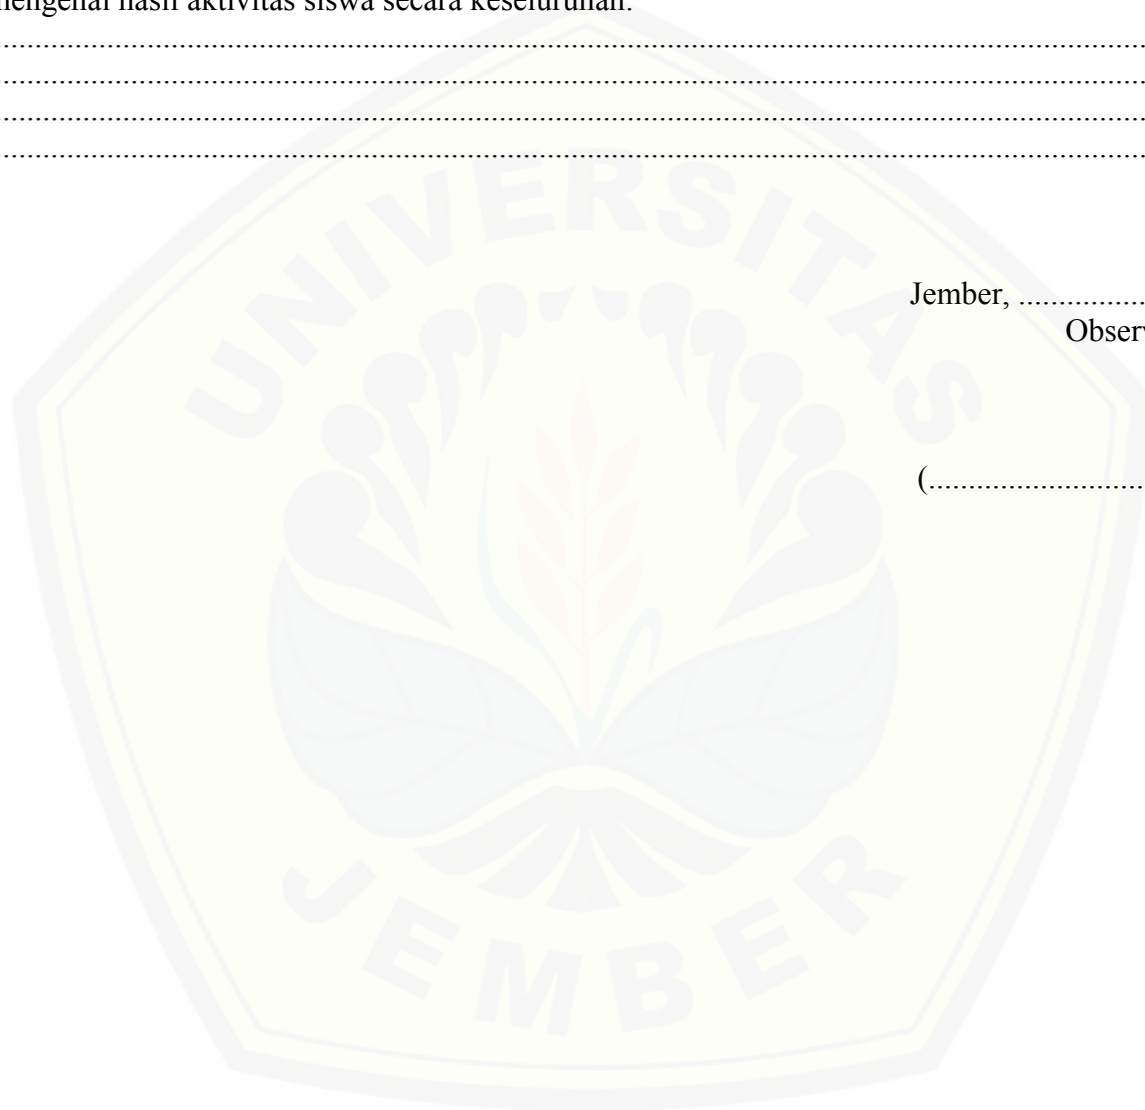 mengenai hasil aktivitas siswa secara keseluruhan:
................................................................................
................................................................................
................................................................................
................................................................................
UNIVERSITAS
Jember, ................
Observ
(...........................
JEMBER